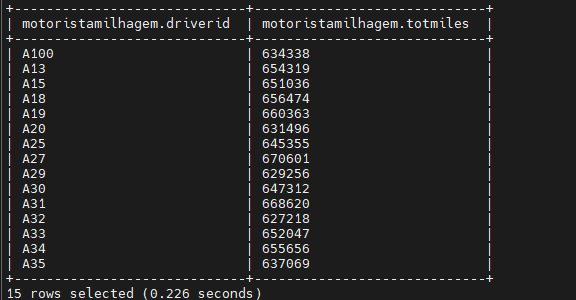 +-----------------------------+-----------------------------+
| motoristamilhagem.driverid  | motoristamilhagem.totmiles  |
+-----------------------------+-----------------------------+
| A100                        | 634338                      |
| A13                         | 654319                      |
| A15                         | 651036                      |
| A18                         | 656474                      |
| A19                         | 660363                      |
| A20                         | 631496                      |
| A25                         | 645355                      |
| A27                         | 670601                      |
| A29                         | 629256                      |
| A30                         | 647312                      |
| A31                         | 668620                      |
| A32                         | 627218                      |
| A33                         | 652047                      |
| A34                         | 655656                      |
| A35                         | 637069                      |
+-----------------------------+-----------------------------+
15 rows selected (0.226 seconds)